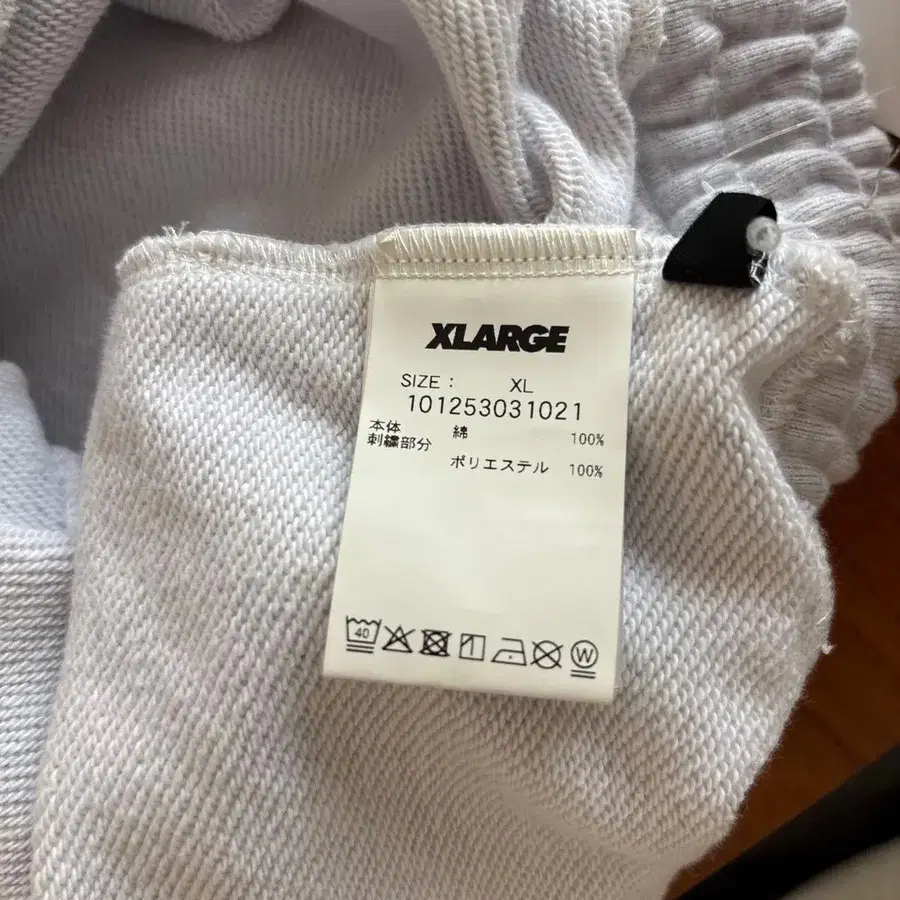 XLARGE
SIZE : XL
101253031021
本体 綿 100%
刺繍部分
ポリエステル 100%
40
W